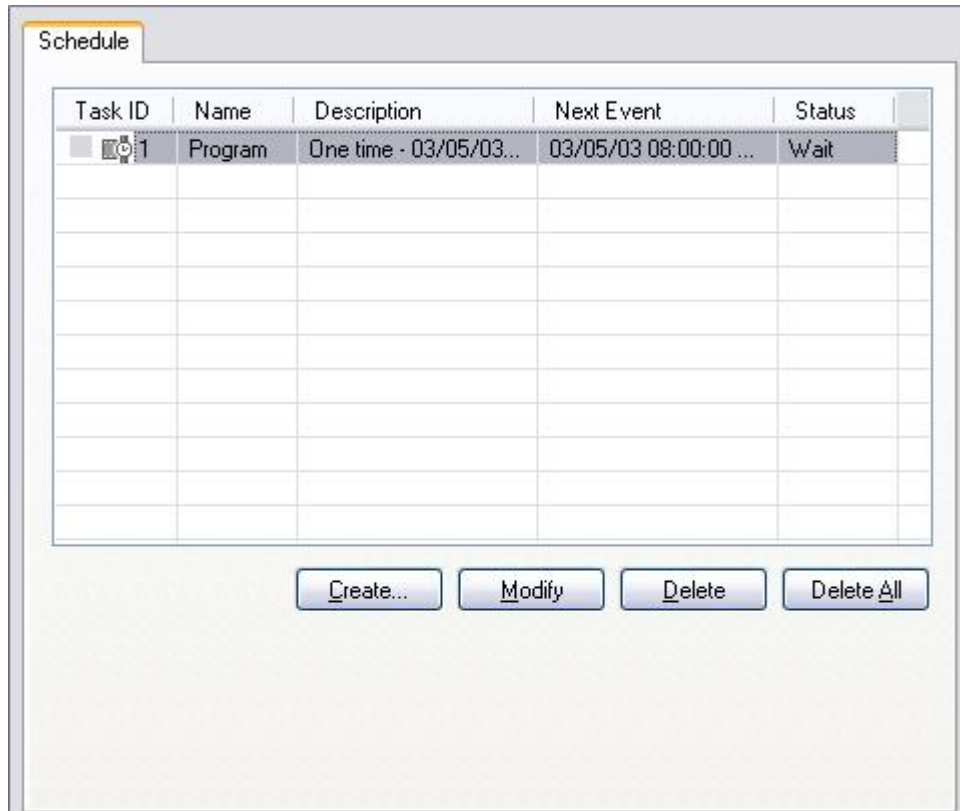 Schedule
Task ID Name Description Next Event Status
1 Program One time - 03/05/03... 03/05/03 08:00:00 ... Wait
Create... Modify Delete Delete All